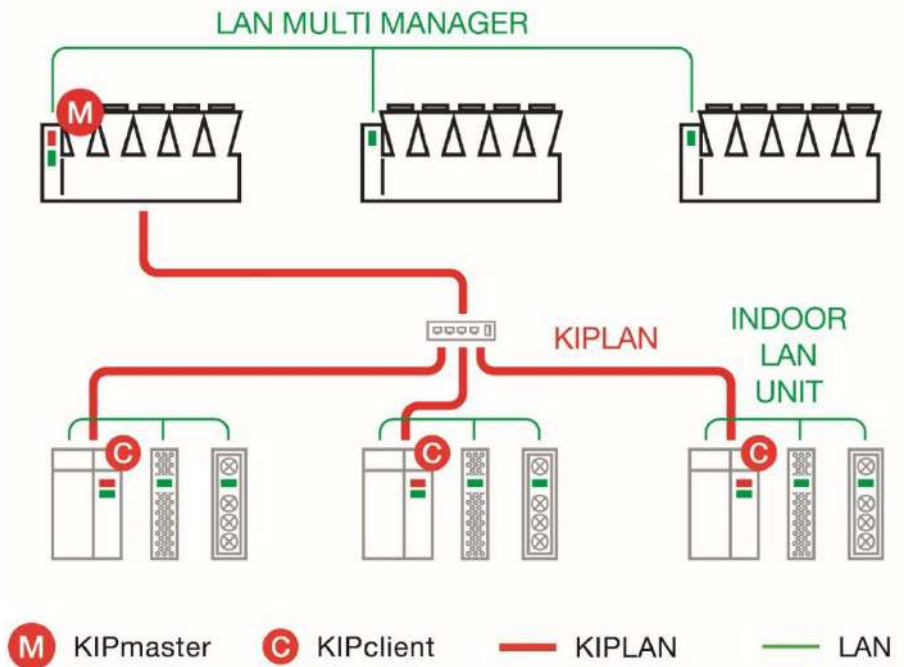 LAN MULTI MANAGER
M
KIPLAN
INDOOR
LAN
UNIT
C
C
C
M KIPmaster
C KIPclient
KIPLAN
LAN